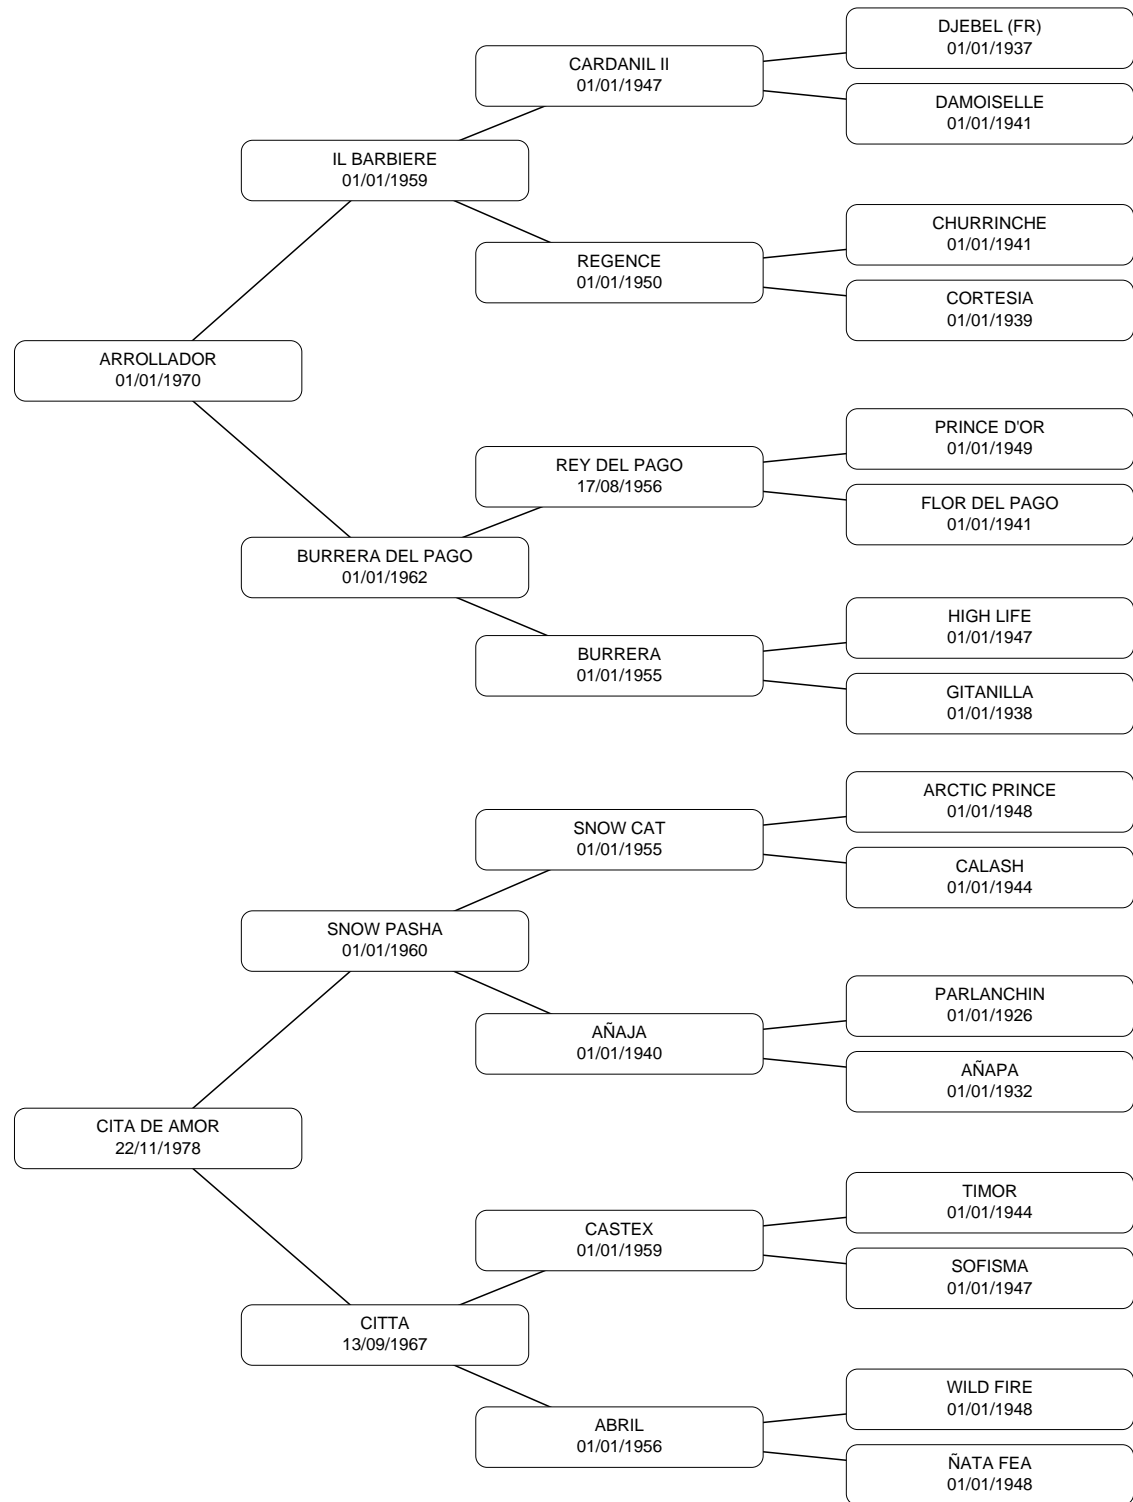 DJEBEL (FR)
01/01/1937
CARDANIL II
01/01/1947
DAMOISELLE
01/01/1941
IL BARBIERE
01/01/1959
CHURRINCHE
01/01/1941
REGENCE
01/01/1950
CORTESIA
01/01/1939
ARROLLADOR
01/01/1970
PRINCE D'OR
01/01/1949
REY DEL PAGO
17/08/1956
FLOR DEL PAGO
01/01/1941
BURRERA DEL PAGO
01/01/1962
HIGH LIFE
01/01/1947
BURRERA
01/01/1955
GITANILLA
01/01/1938
ARCTIC PRINCE
01/01/1948
SNOW CAT
01/01/1955
CALASH
01/01/1944
SNOW PASHA
01/01/1960
PARLANCHIN
01/01/1926
AÑAJA
01/01/1940
AÑAPA
01/01/1932
CITA DE AMOR
22/11/1978
TIMOR
01/01/1944
CASTEX
01/01/1959
SOFISMA
01/01/1947
CITTA
13/09/1967
WILD FIRE
01/01/1948
ABRIL
01/01/1956
ÑATA FEA
01/01/1948